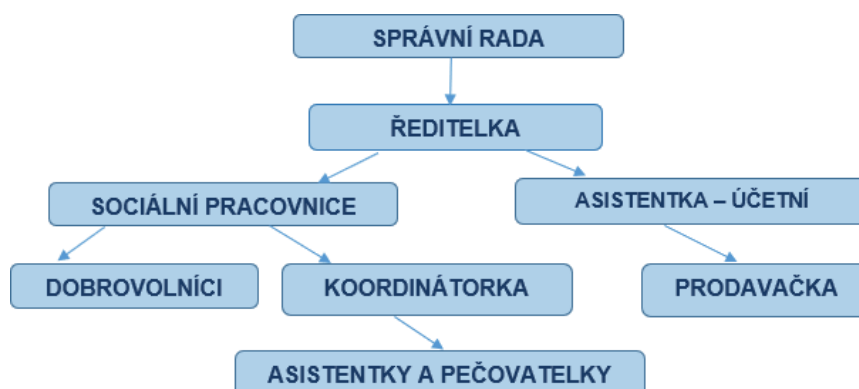 SPRÁVNÍ RADA
ŘEDITELKA
SOCIÁLNÍ PRACOVNICE
ASISTENTKA – ÚČETNÍ
DOBROVOLNÍCI
KOORDINÁTORKA
PRODAVAČKA
ASISTENTKY A PEČOVATELKY